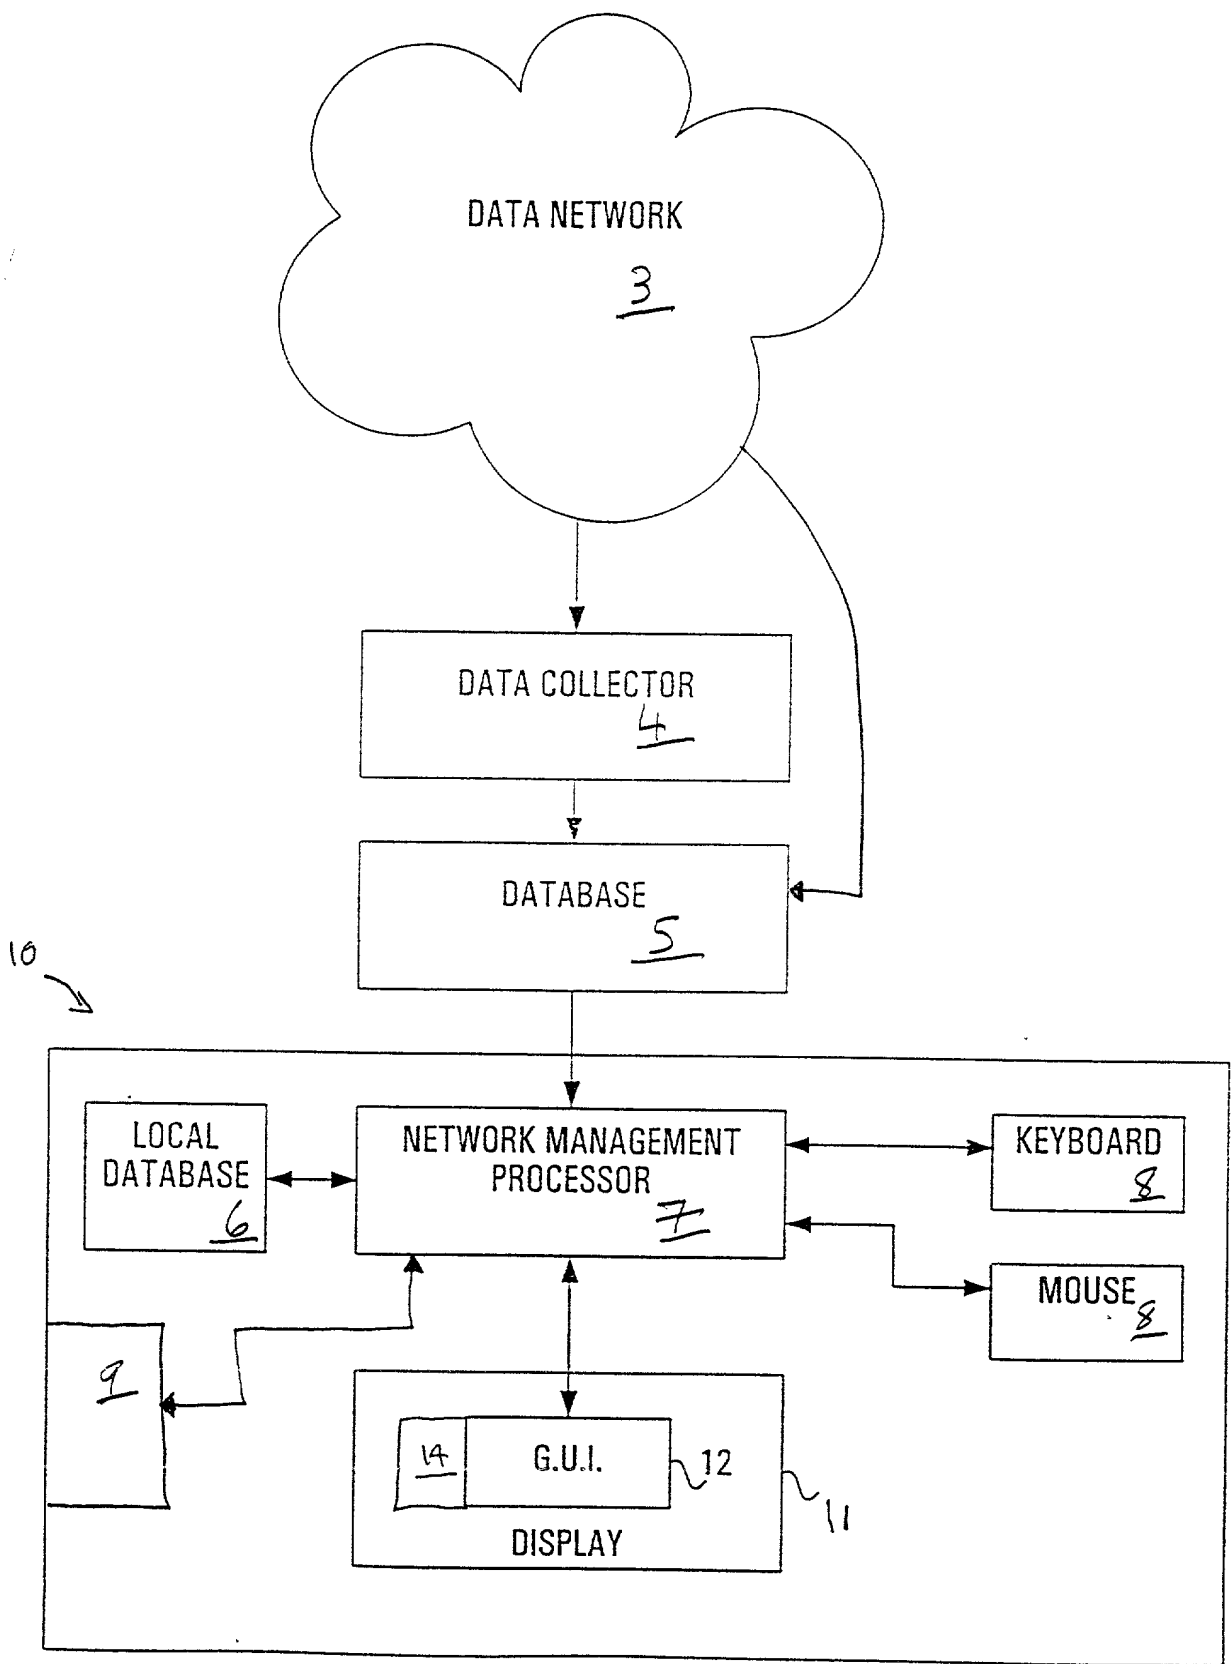 DATA NETWORK
3
DATA COLLECTOR
4
DATABASE
5
10
LOCAL
DATABASE
6
NETWORK MANAGEMENT
PROCESSOR
7
KEYBOARD
8
MOUSE
8
9
14
G.U.I.
12
11
DISPLAY